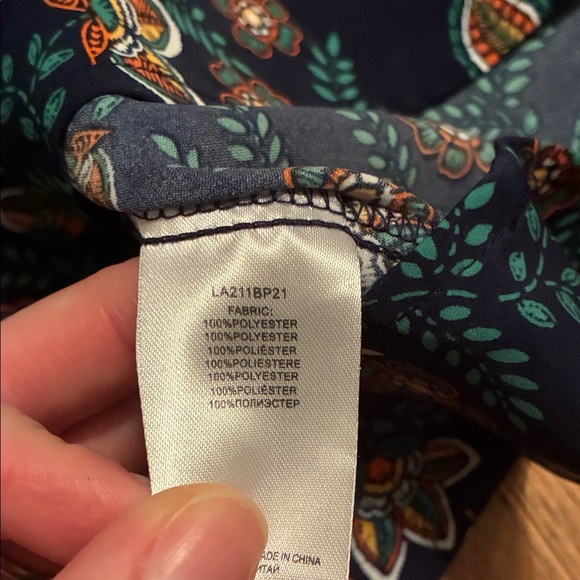 LA211BP21
FABRIC:
100%POLYESTER
100%POLYESTER
100%POLIÉSTER
100%POLIESTERE
100%POLYESTER
100%POLIÉSTER
100%ПОЛИЭСТЕР
MADE IN CHINA
КИТАЙ